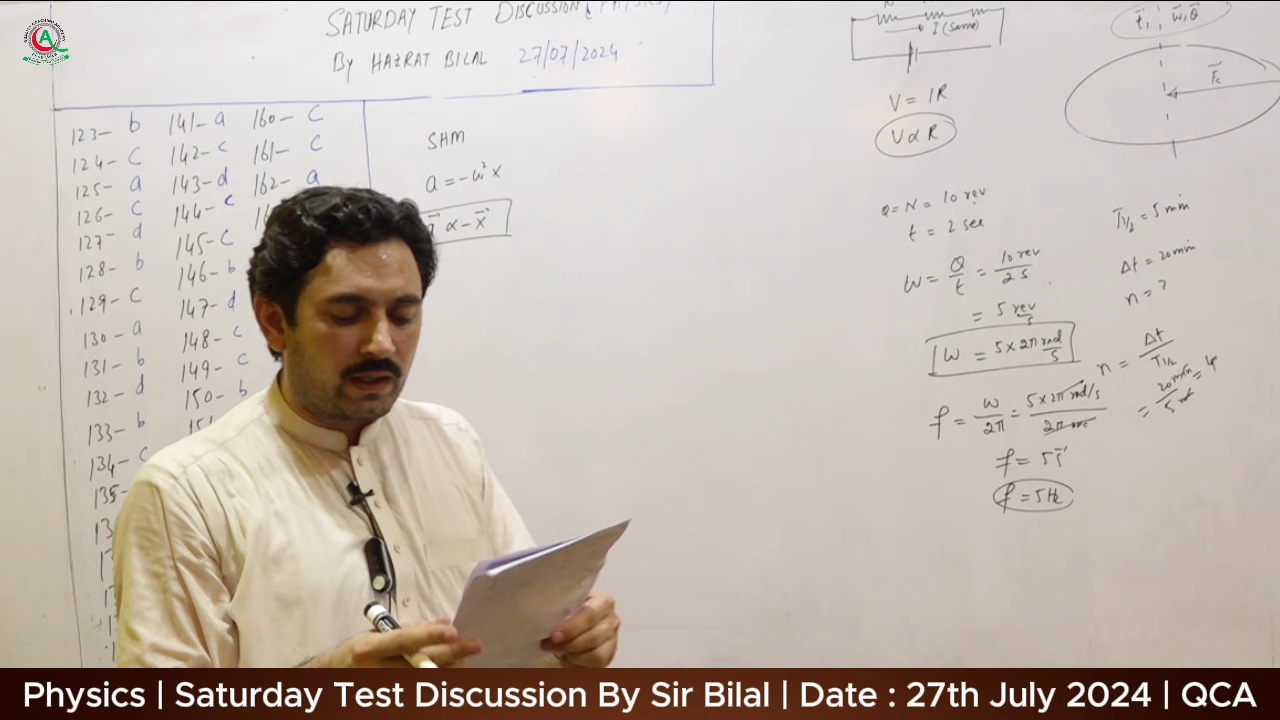 SATURDAY TEST DISCUSSION (PHYSICS)
BY HAZRAT BILAL 27/07/2024
123- b 141- a 160- C
124- C 142- c 161- C
125- a 143- d 162- a
126- C 144- c
127- d 145- C
128- b 146- b
129- C 147- d
130- a 148- c
131- b 149- c
132- d 150- b
133- b
134- C
135-
SHM
a = -ω² x
α - x⃗
I (same)
V = IR
V α R
Q = N = 10 rev
t = 2 sec
ω = θ/t = 10 rev/2 s
= 5 rev/s
ω = 5 x 2π rad/s
f = ω/2π = 5 x 2π rad/s / 2π
f = 5 s⁻¹
f = 5 Hz
τ⃗, ω⃗, θ⃗
F⃗c
T1/2 = 5 min
Δt = 20 min
n = ?
n = Δt/T1/2
= 20 min/5 = 4
Physics | Saturday Test Discussion By Sir Bilal | Date : 27th July 2024 | QCA